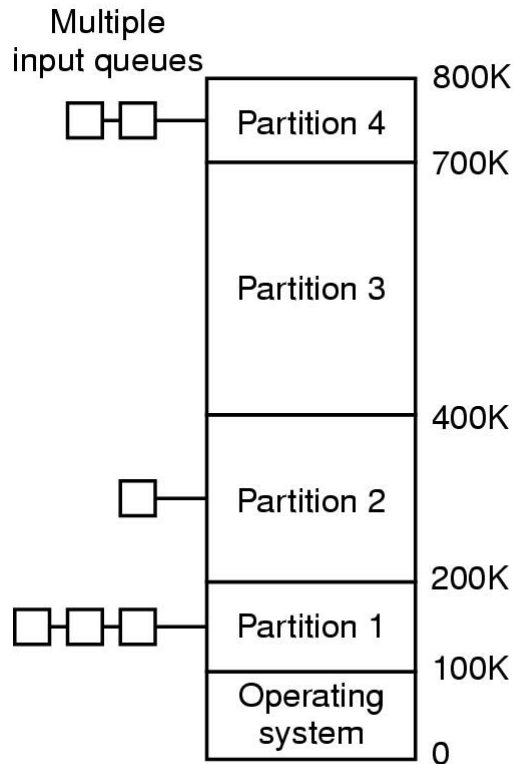 Multiple
input queues
800K
Partition 4
700K
Partition 3
400K
Partition 2
200K
Partition 1
100K
Operating
system
0